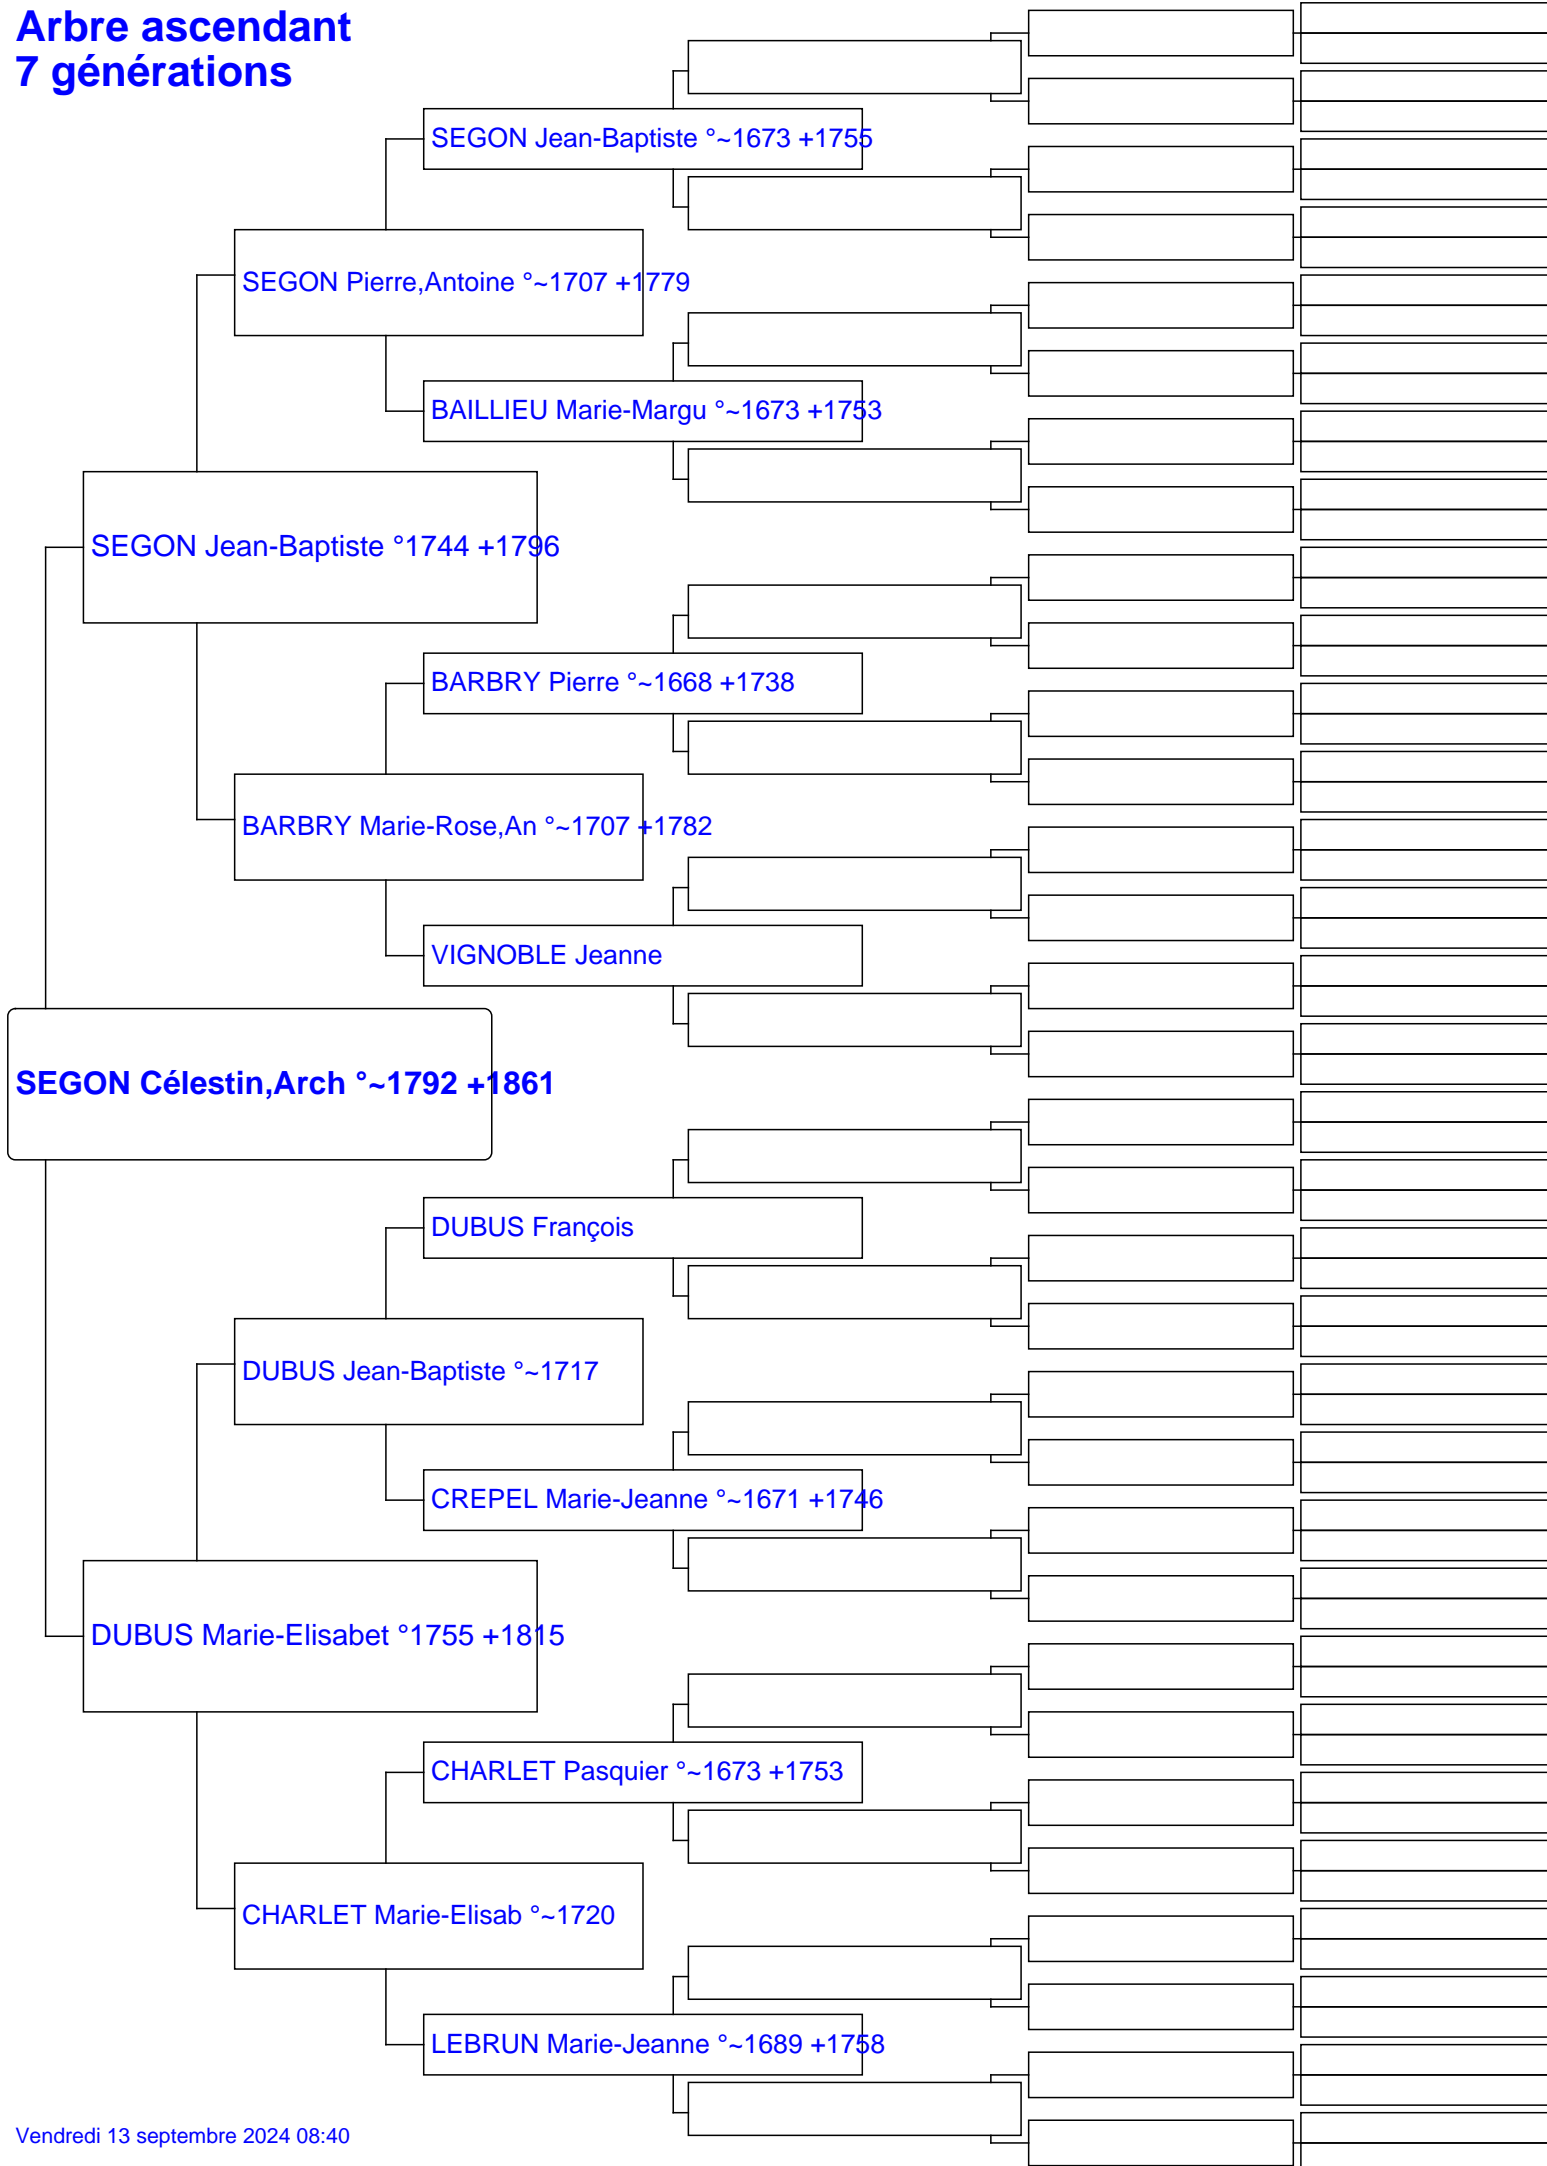 Arbre ascendant
7 générations
SEGON Jean-Baptiste °~1673 +1755
SEGON Pierre,Antoine °~1707 +1779
BAILLIEU Marie-Margu °~1673 +1753
SEGON Jean-Baptiste °1744 +1796
BARBRY Pierre °~1668 +1738
BARBRY Marie-Rose,An °~1707 +1782
VIGNOBLE Jeanne
SEGON Célestin,Arch °~1792 +1861
DUBUS François
DUBUS Jean-Baptiste °~1717
CREPEL Marie-Jeanne °~1671 +1746
DUBUS Marie-Elisabet °1755 +1815
CHARLET Pasquier °~1673 +1753
CHARLET Marie-Elisab °~1720
LEBRUN Marie-Jeanne °~1689 +1758
Vendredi 13 septembre 2024 08:40